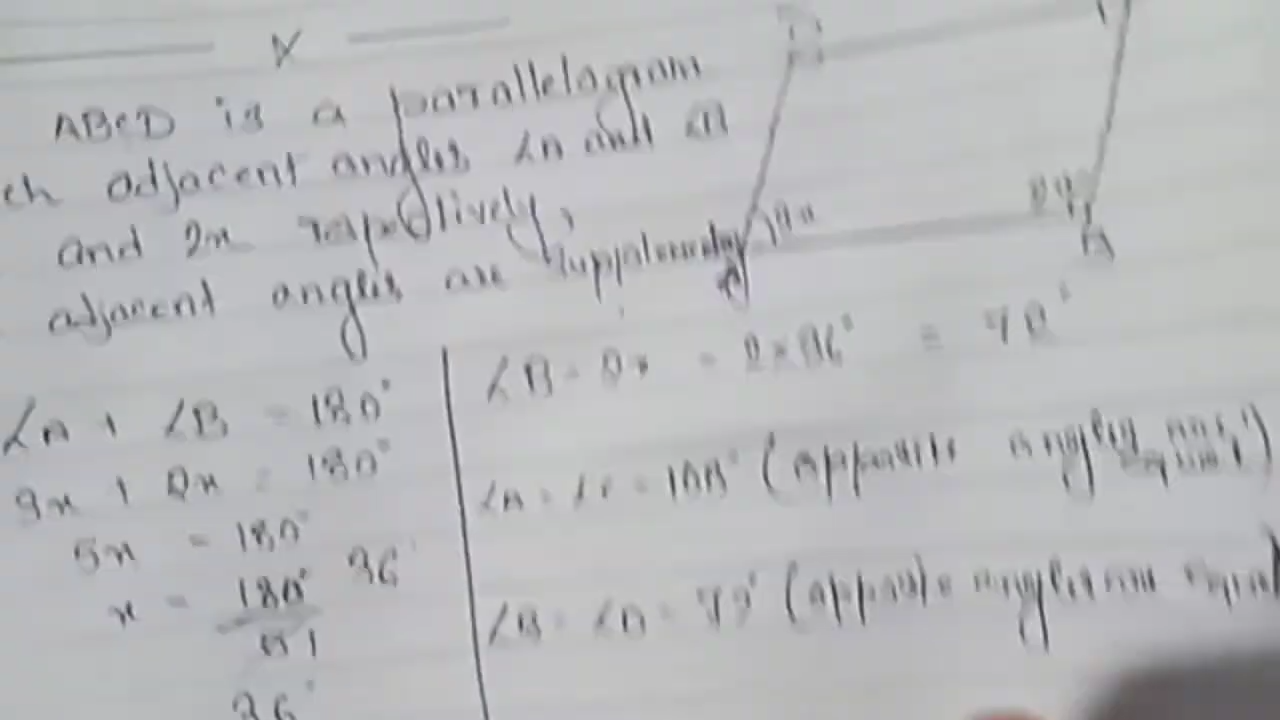 ABCD is a parallelogram
ch adjacent angles ∠A and ∠B
and 2x respectively,
adjacent angles are supplementary
∠A + ∠B = 180°
3x + 2x = 180°
5x = 180°
x = 180° 36°
36°
∠B = 2x = 2×36° = 72°
∠A = ∠C = 108° (opposite angles are equal)
∠B = ∠D = 72° (opposite angles are equal